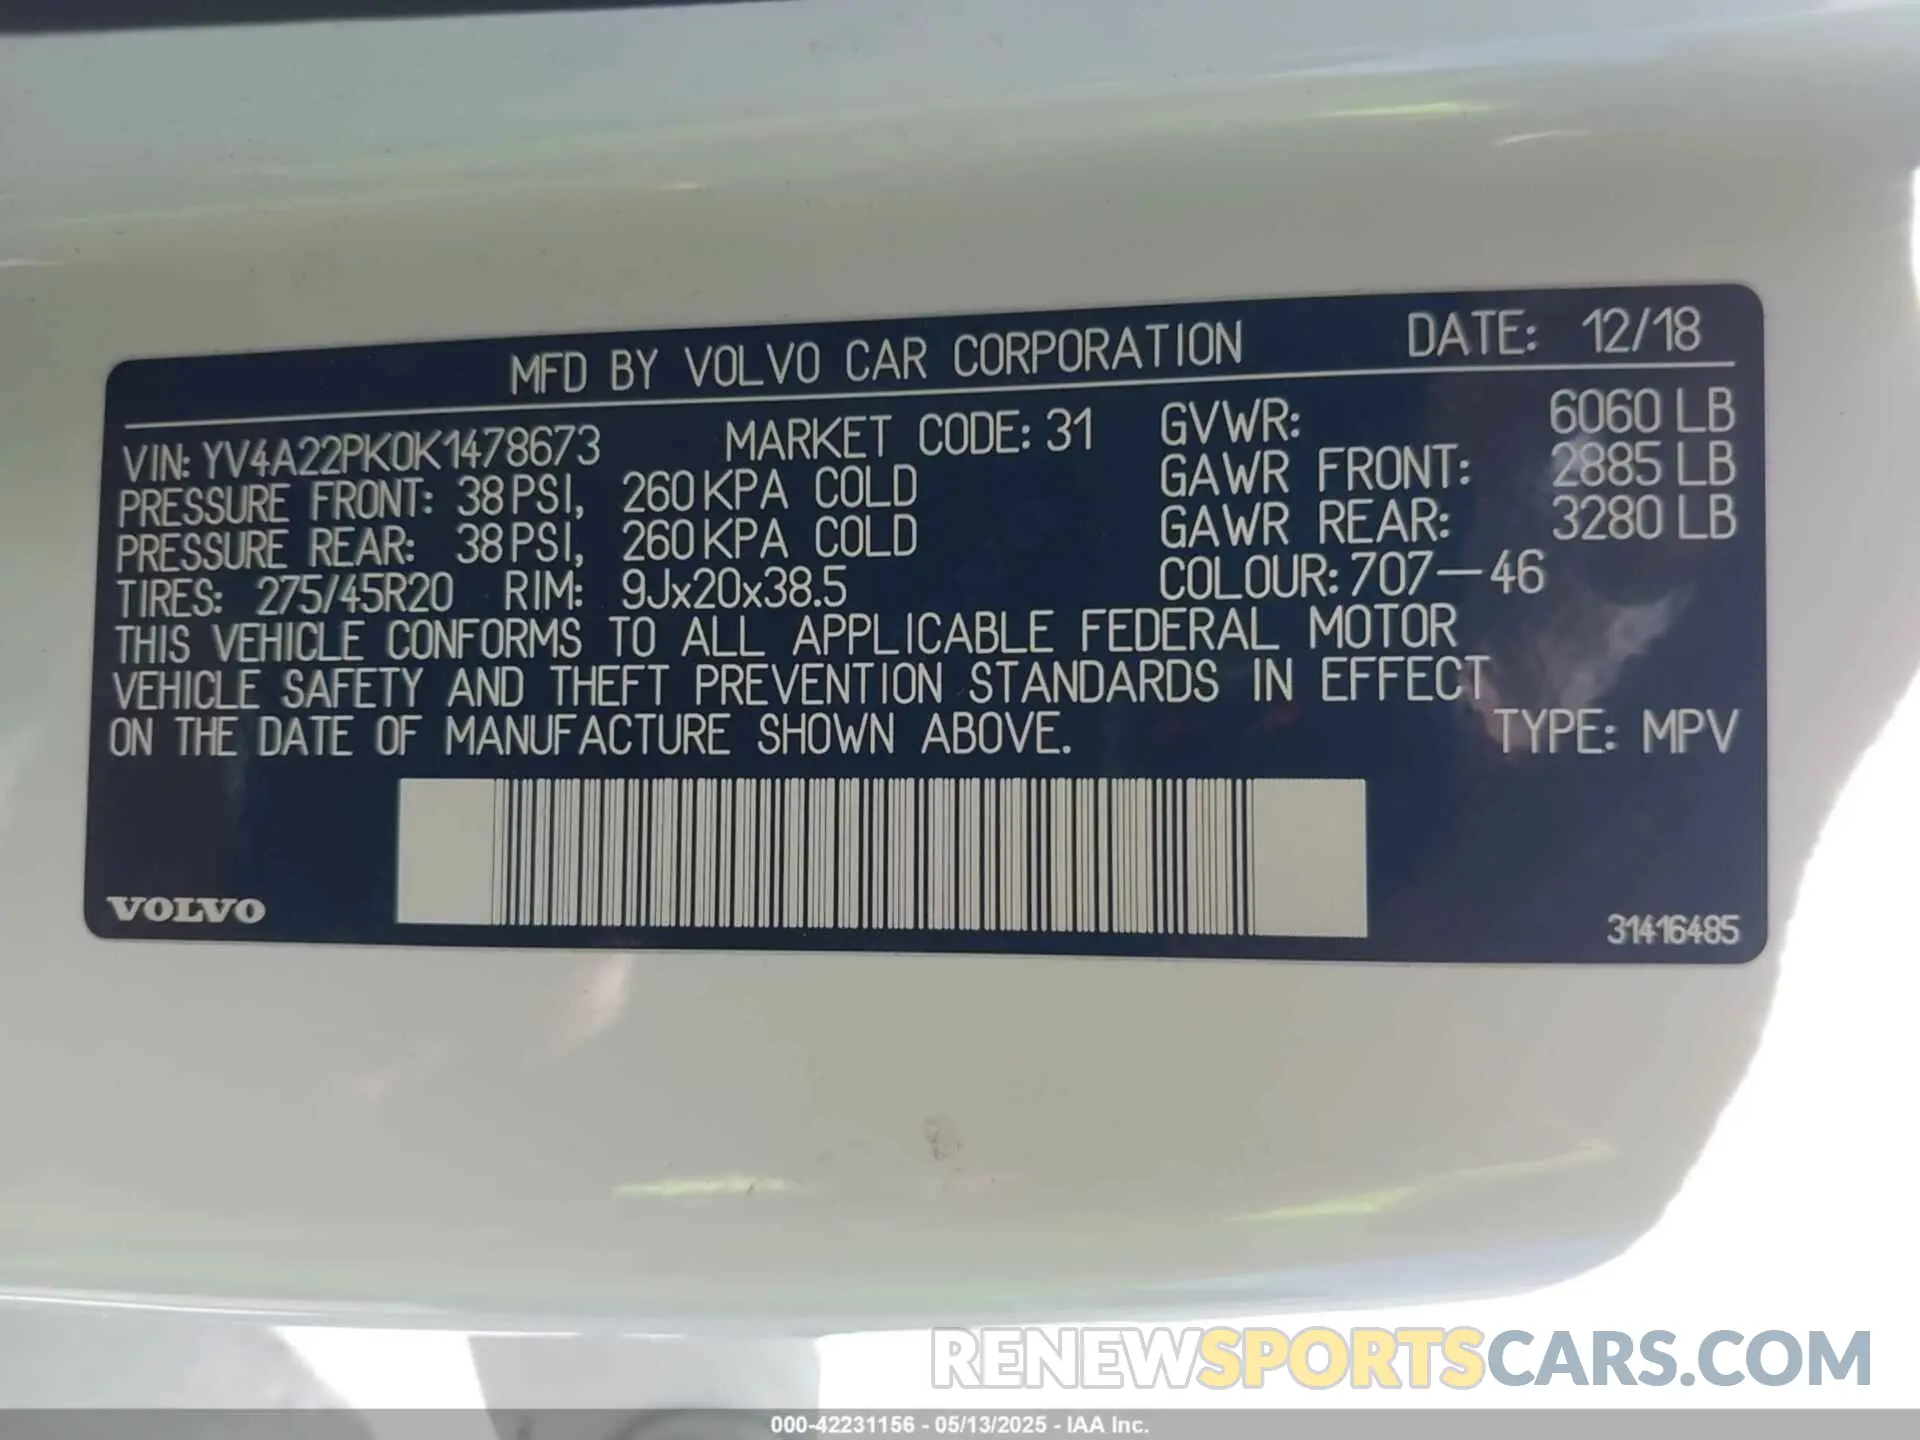 MFD BY VOLVO CAR CORPORATION DATE: 12/18
VIN: YV4A22PK0K1478673 MARKET CODE: 31 GVWR: 6060 LB
PRESSURE FRONT: 38 PSI, 260 KPA COLD GAWR FRONT: 2885 LB
PRESSURE REAR: 38 PSI, 260 KPA COLD GAWR REAR: 3280 LB
TIRES: 275/45R20 RIM: 9Jx20x38.5 COLOUR: 707-46
THIS VEHICLE CONFORMS TO ALL APPLICABLE FEDERAL MOTOR
VEHICLE SAFETY AND THEFT PREVENTION STANDARDS IN EFFECT
ON THE DATE OF MANUFACTURE SHOWN ABOVE. TYPE: MPV
VOLVO 31416485
RENEWSPORTSCARS.COM
000-42231156 - 05/13/2025 - IAA Inc.